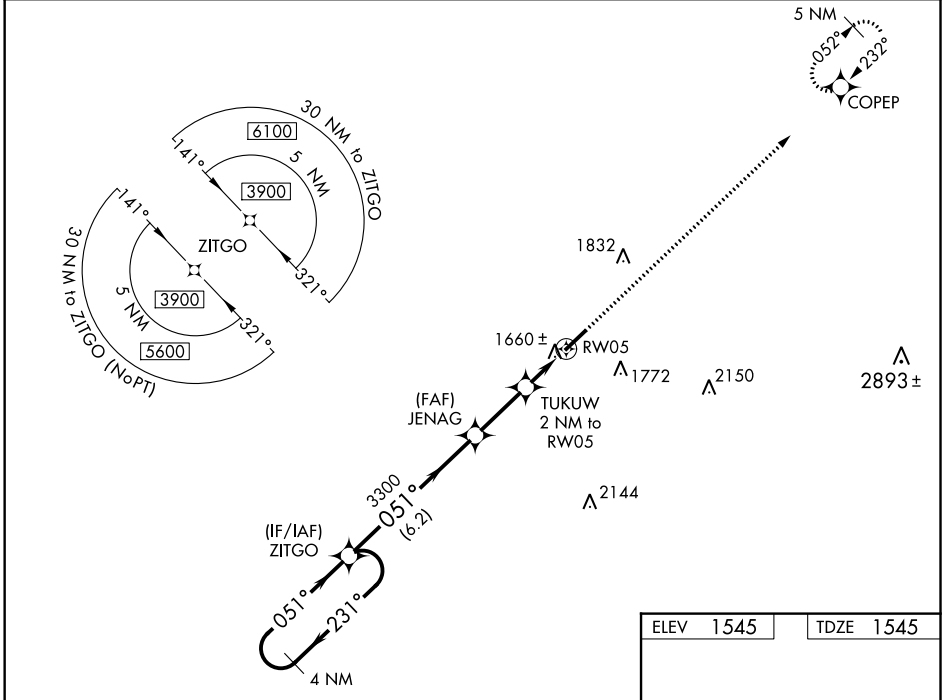 5 NM
052°
232°
COPEP
30 NM to ZITGO
6100
141°
5 NM
3900
321°
ZITGO
141°
30 NM to ZITGO (NoPT)
5 NM
3900
321°
5600
1832
1660 ±
RW05
1772
2150
2893 ±
(FAF)
JENAG
TUKUW
2 NM to
RW05
2144
3300
051°
(6.2)
(IF/IAF)
ZITGO
051°
231°
4 NM
ELEV 1545
TDZE 1545